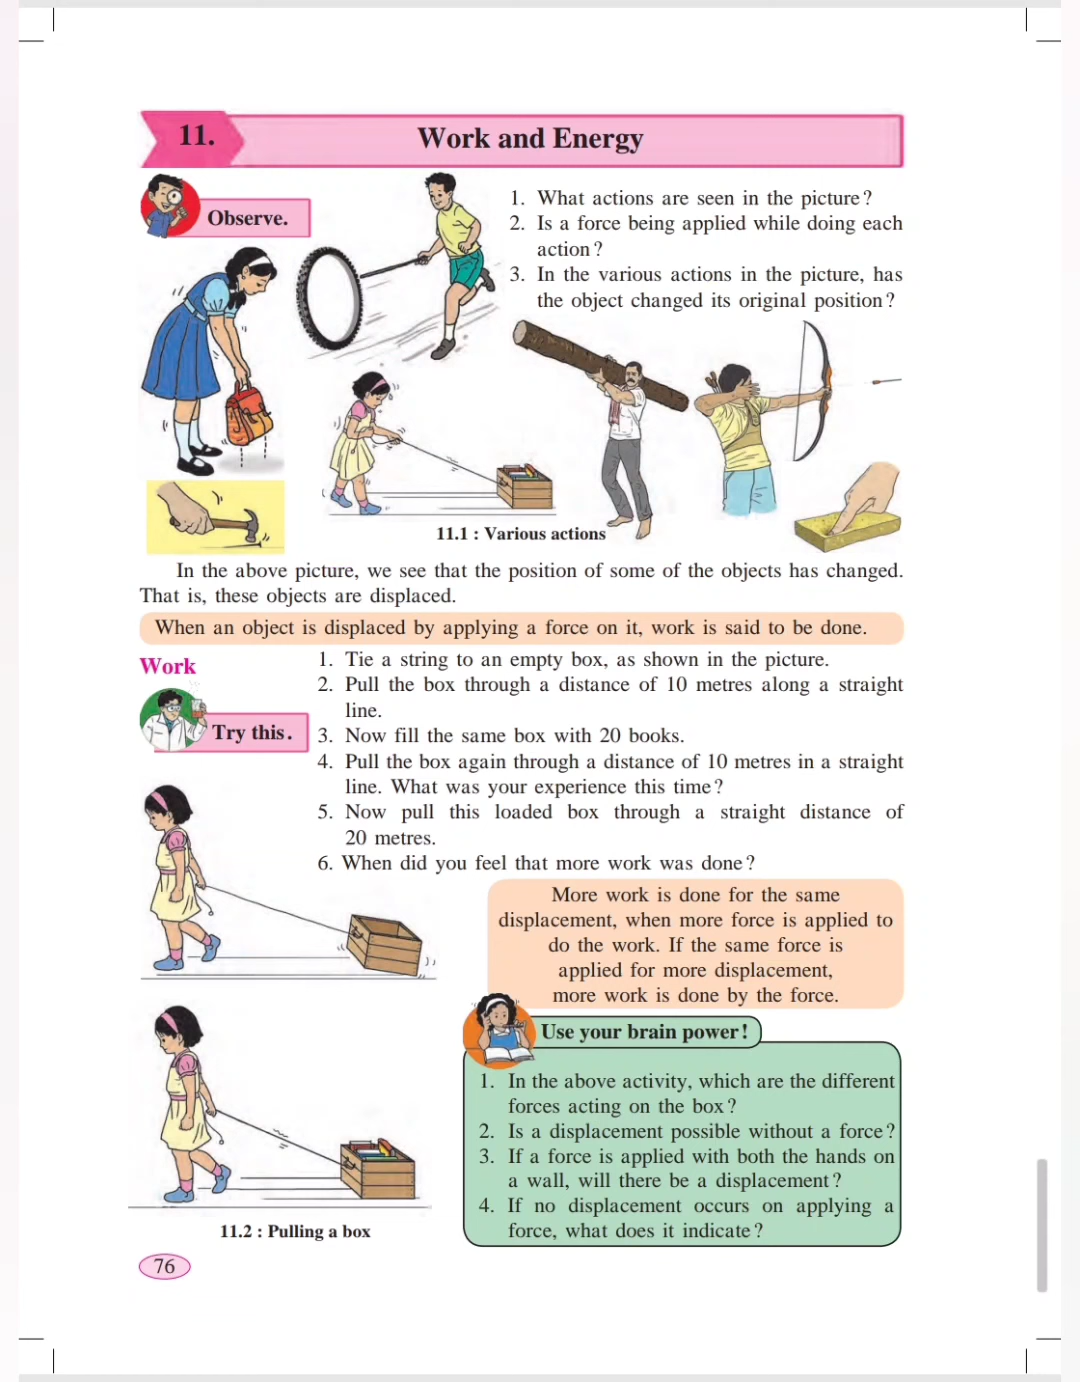 11.
Work and Energy
Observe.
1. What actions are seen in the picture?
2. Is a force being applied while doing each
action?
3. In the various actions in the picture, has
the object changed its original position?
11.1 : Various actions
In the above picture, we see that the position of some of the objects has changed.
That is, these objects are displaced.
When an object is displaced by applying a force on it, work is said to be done.
Work
Try this.
1. Tie a string to an empty box, as shown in the picture.
2. Pull the box through a distance of 10 metres along a straight
line.
3. Now fill the same box with 20 books.
4. Pull the box again through a distance of 10 metres in a straight
line. What was your experience this time?
5. Now pull this loaded box through a straight distance of
20 metres.
6. When did you feel that more work was done?
More work is done for the same
displacement, when more force is applied to
do the work. If the same force is
applied for more displacement,
more work is done by the force.
Use your brain power!
1. In the above activity, which are the different
forces acting on the box?
2. Is a displacement possible without a force?
3. If a force is applied with both the hands on
a wall, will there be a displacement?
4. If no displacement occurs on applying a
force, what does it indicate?
11.2 : Pulling a box
76